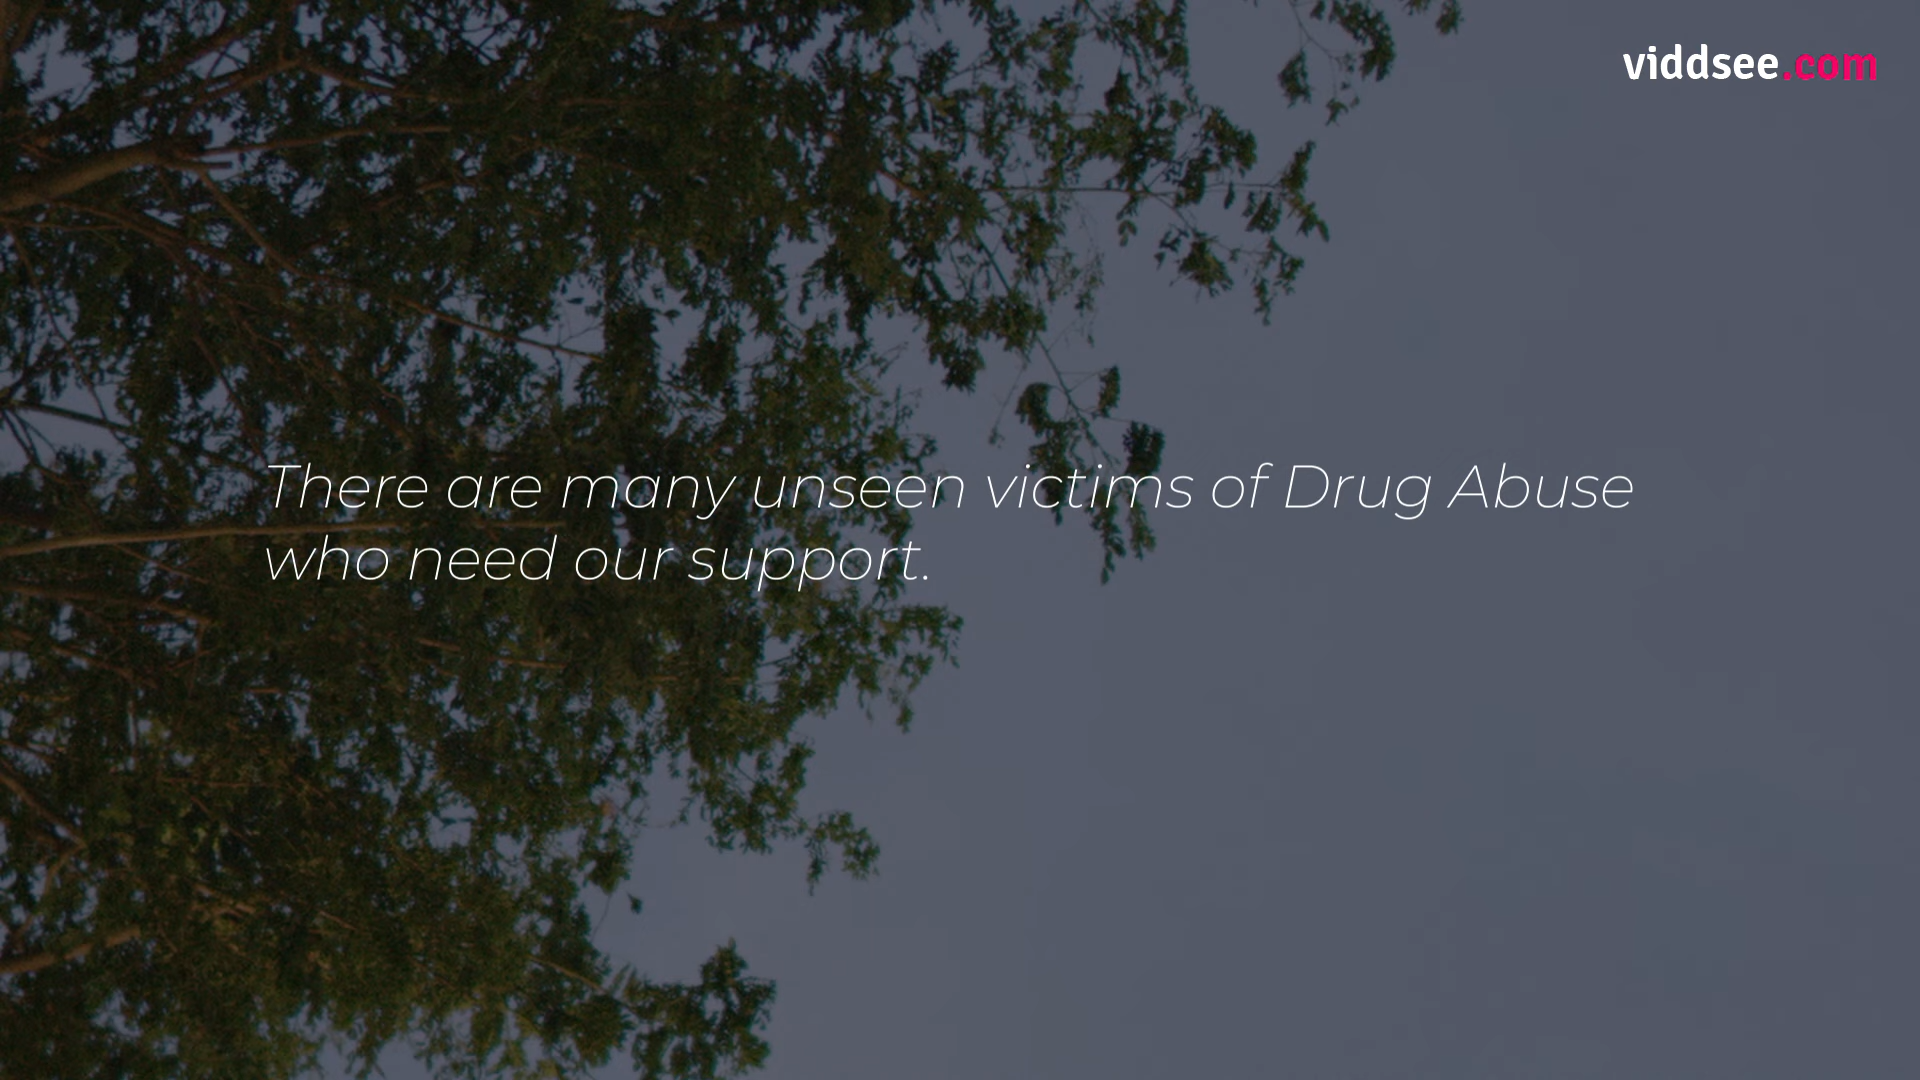 viddsee.com
There are many unseen victims of Drug Abuse
who need our support.